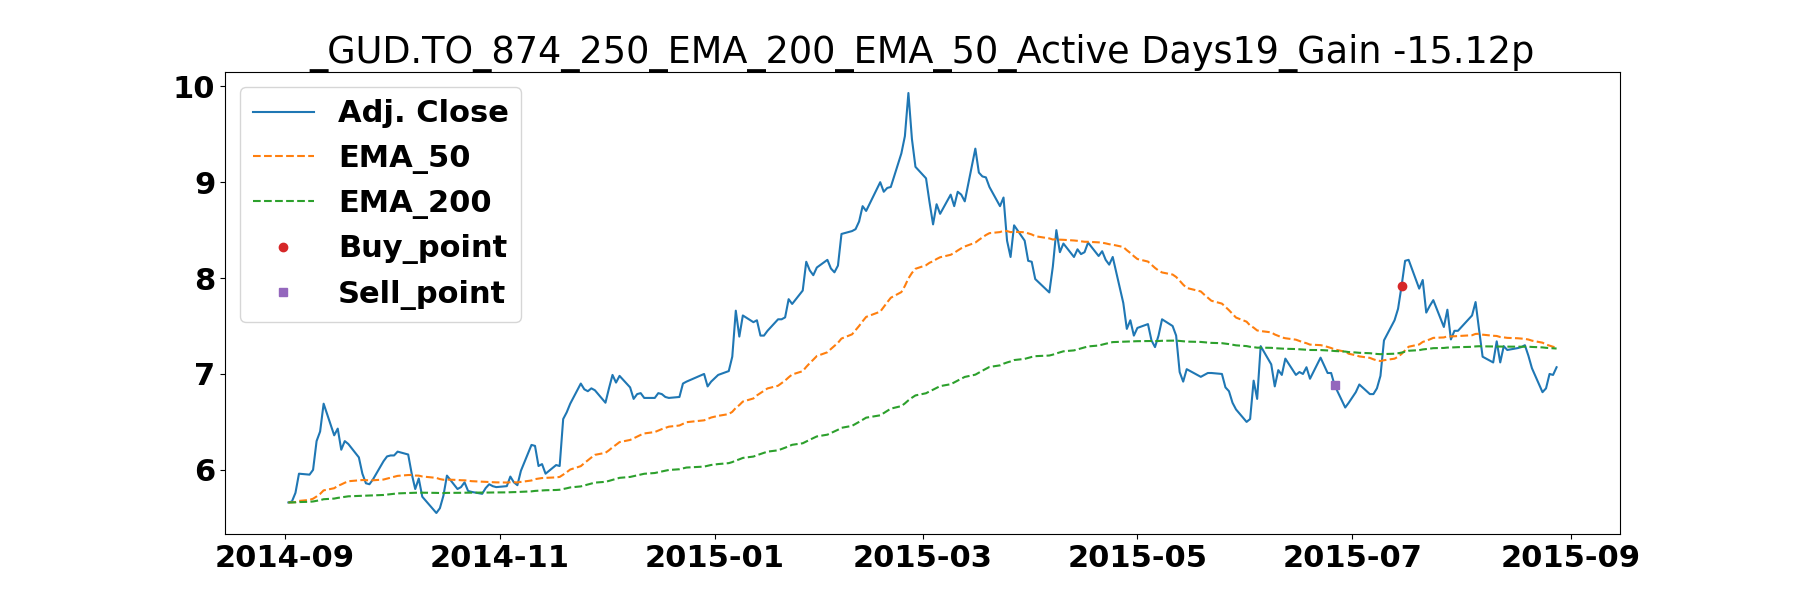 _GUD.TO_874_250_EMA_200_EMA_50_Active Days19_Gain -15.12p
10
9
8
7
6
Adj. Close
EMA_50
EMA_200
Buy_point
Sell_point
2014-09 2014-11 2015-01 2015-03 2015-05 2015-07 2015-09